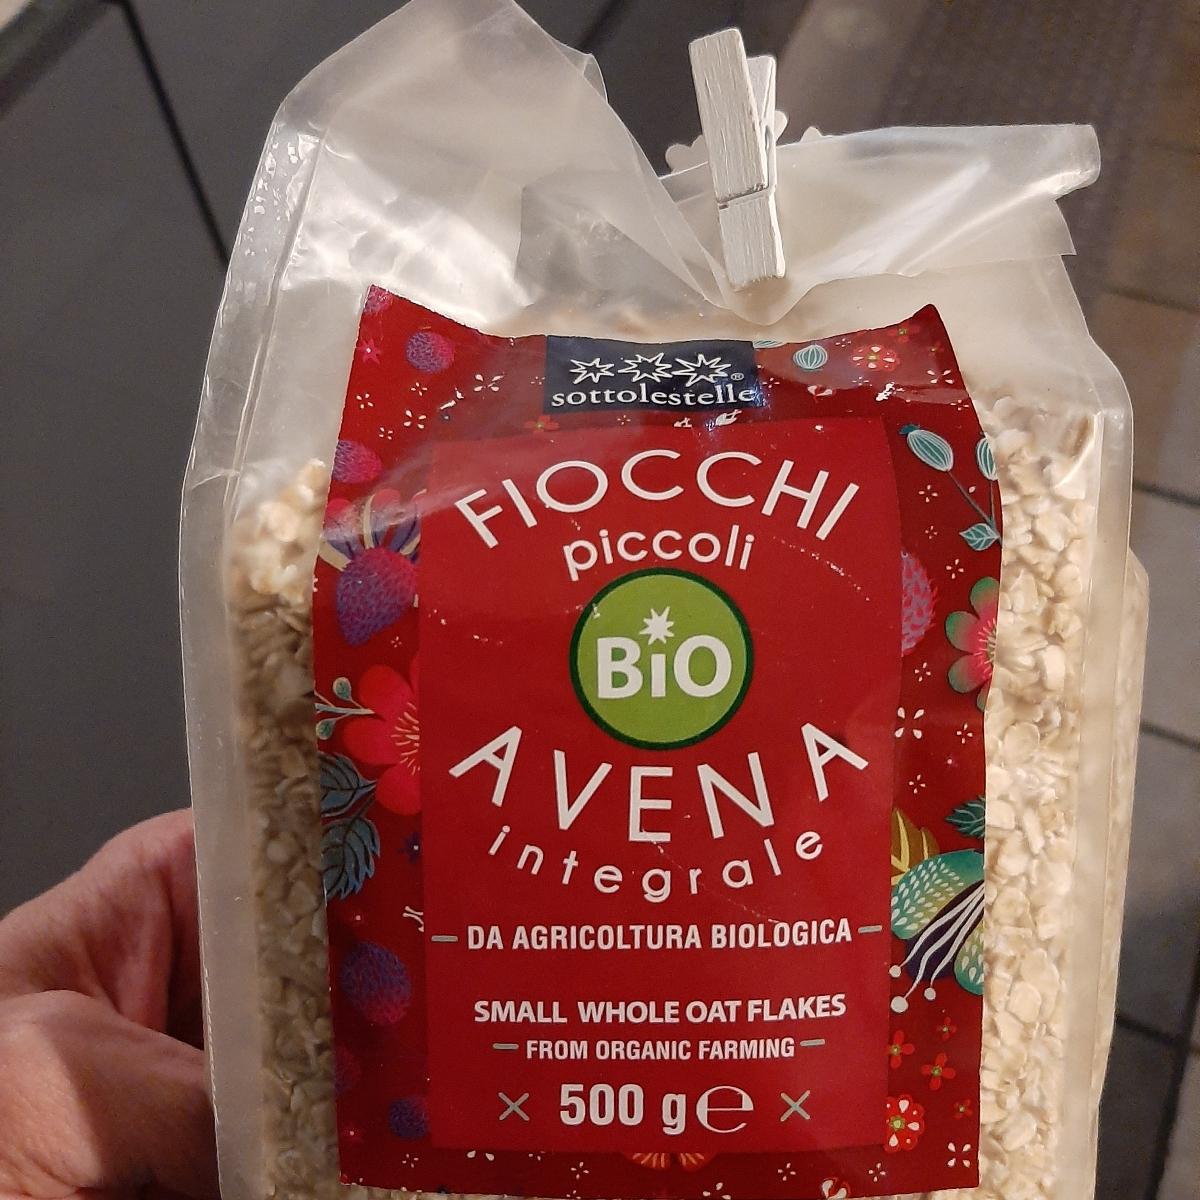 sottolestelle®
FIOCCHI
piccoli
BiO
AVENA
integrale
DA AGRICOLTURA BIOLOGICA
SMALL WHOLE OAT FLAKES
FROM ORGANIC FARMING
500 g ℮